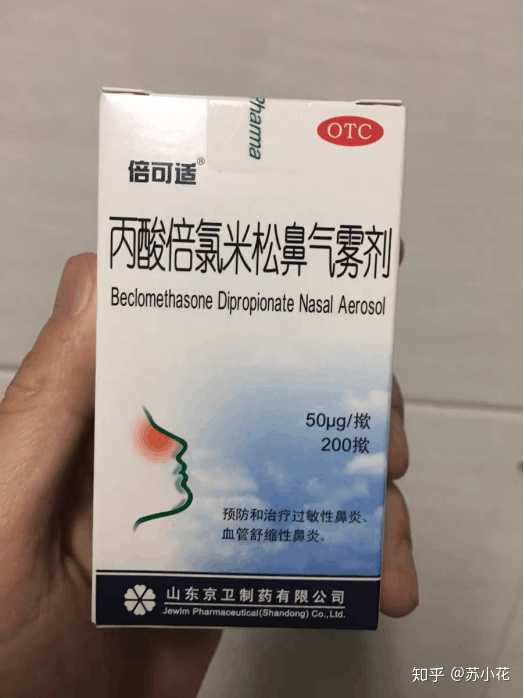 Pharma
OTC
倍可适®
丙酸倍氯米松鼻气雾剂
Beclomethasone Dipropionate Nasal Aerosol
50μg/揿
200揿
预防和治疗过敏性鼻炎、
血管舒缩性鼻炎。
山东京卫制药有限公司
Jewim Pharmaceutical(Shandong) Co.,Ltd.
知乎 @苏小花